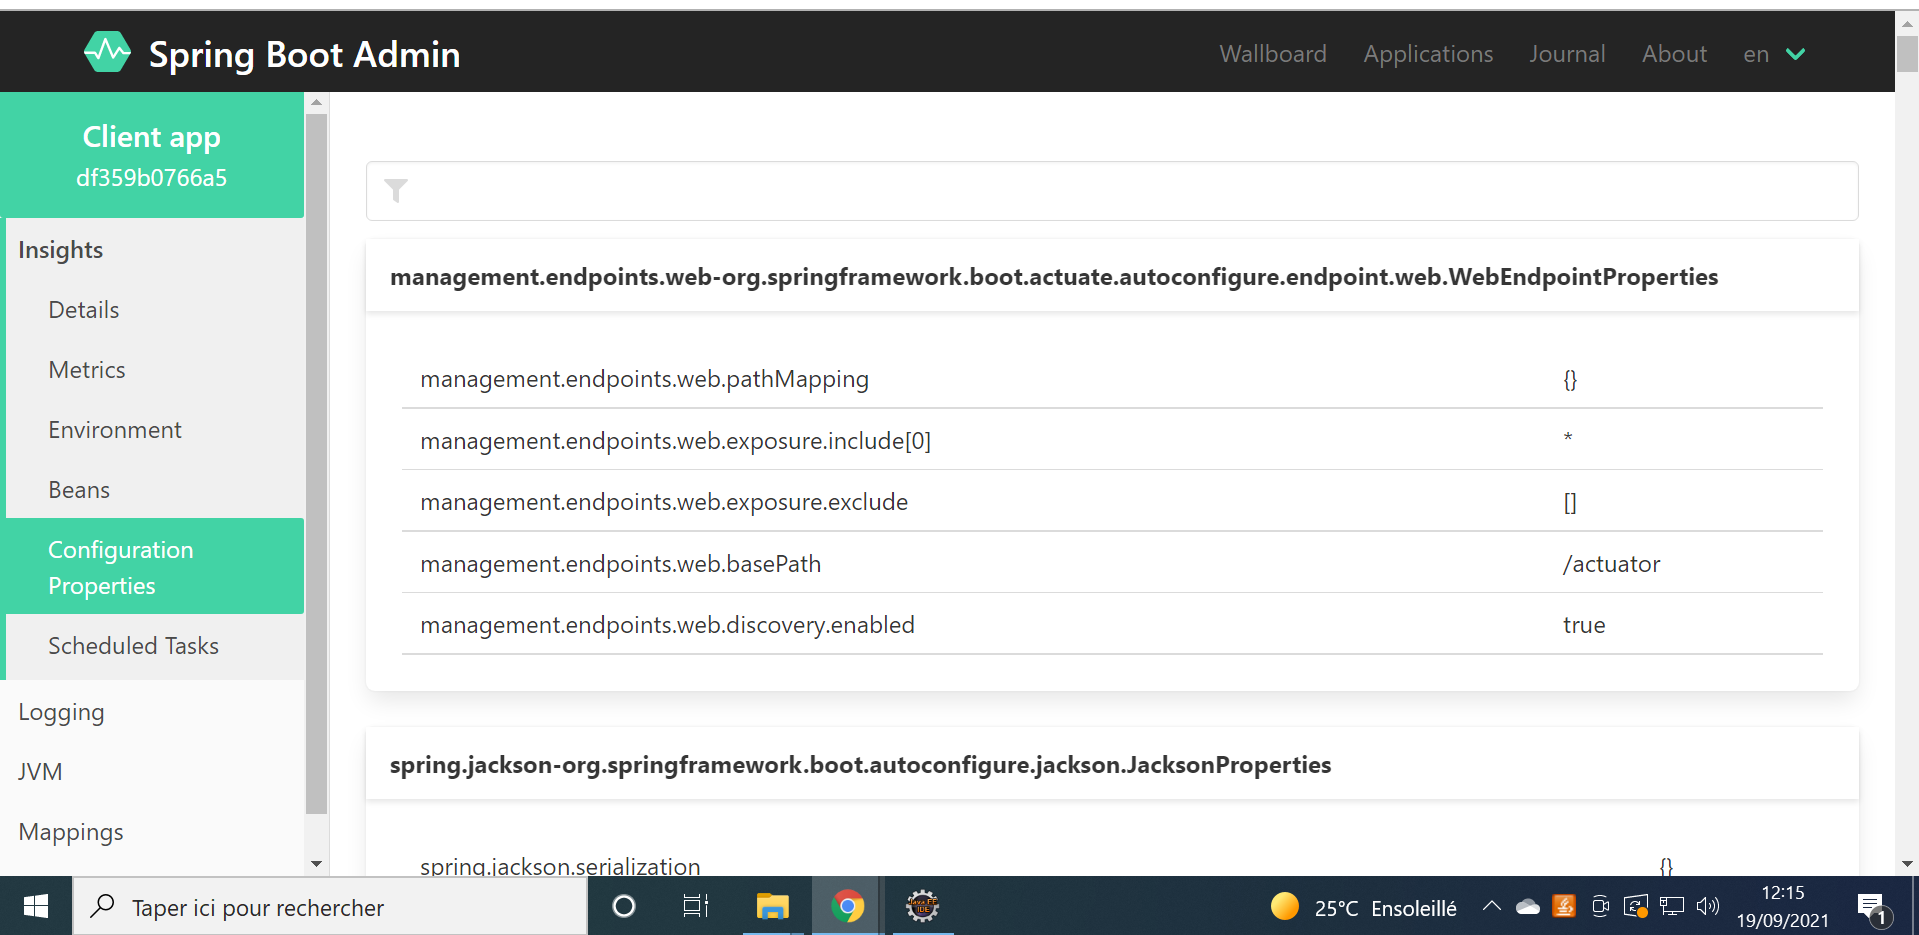 Spring Boot Admin
Wallboard Applications Journal About en
Client app
df359b0766a5
Insights
Details
Metrics
Environment
Beans
Configuration
Properties
Scheduled Tasks
Logging
JVM
Mappings
management.endpoints.web-org.springframework.boot.actuate.autoconfigure.endpoint.web.WebEndpointProperties
management.endpoints.web.pathMapping {}
management.endpoints.web.exposure.include[0] *
management.endpoints.web.exposure.exclude []
management.endpoints.web.basePath /actuator
management.endpoints.web.discovery.enabled true
spring.jackson-org.springframework.boot.autoconfigure.jackson.JacksonProperties
spring.jackson.serialization {}
Taper ici pour rechercher
Java EE
IDE
25°C Ensoleillé
12:15
19/09/2021
1